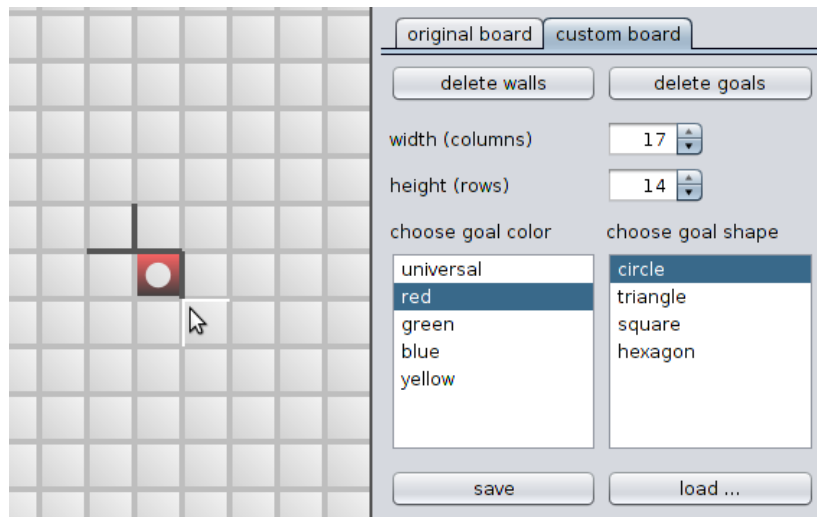 original board custom board
delete walls delete goals
width (columns) 17
height (rows) 14
choose goal color choose goal shape
universal circle
red triangle
green square
blue hexagon
yellow
save load ...